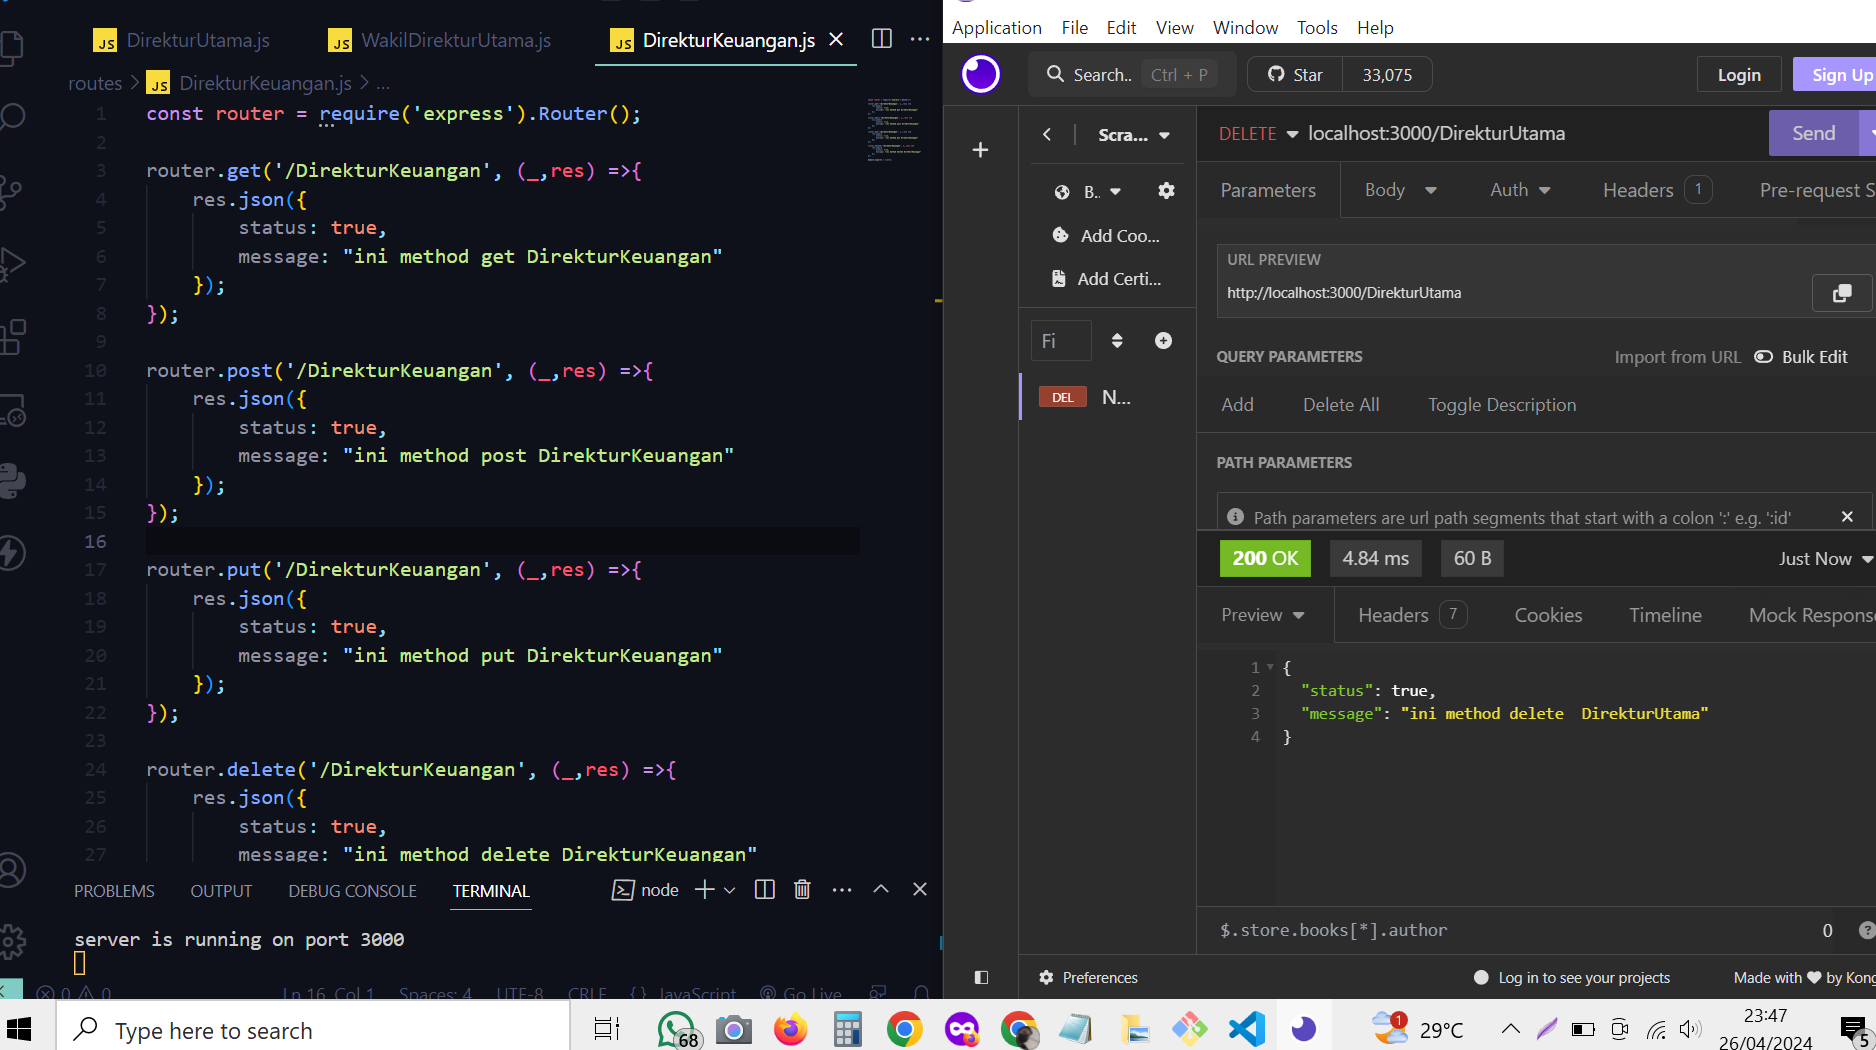 DirekturUtama.js
WakilDirekturUtama.js
DirekturKeuangan.js
routes > DirekturKeuangan.js > ...
1 const router = require('express').Router();
2
3 router.get('/DirekturKeuangan', (_,res) =>{
4 res.json({
5 status: true,
6 message: "ini method get DirekturKeuangan"
7 });
8 });
9
10 router.post('/DirekturKeuangan', (_,res) =>{
11 res.json({
12 status: true,
13 message: "ini method post DirekturKeuangan"
14 });
15 });
16
17 router.put('/DirekturKeuangan', (_,res) =>{
18 res.json({
19 status: true,
20 message: "ini method put DirekturKeuangan"
21 });
22 });
23
24 router.delete('/DirekturKeuangan', (_,res) =>{
25 res.json({
26 status: true,
27 message: "ini method delete DirekturKeuangan"
PROBLEMS OUTPUT DEBUG CONSOLE TERMINAL node
server is running on port 3000
0 0 Ln 16, Col 1 Spaces: 4 UTF-8 CRLF {} JavaScript Go Live
Application File Edit View Window Tools Help
Search.. Ctrl + P Star 33,075 Login Sign Up
Scra...
B..
Add Coo...
Add Certi...
Fi
DEL N...
DELETE localhost:3000/DirekturUtama Send
Parameters Body Auth Headers 1 Pre-request S
URL PREVIEW
http://localhost:3000/DirekturUtama
QUERY PARAMETERS Import from URL Bulk Edit
Add Delete All Toggle Description
PATH PARAMETERS
Path parameters are url path segments that start with a colon ':' e.g. ':id'
200 OK 4.84 ms 60 B Just Now
Preview Headers 7 Cookies Timeline Mock Respons
1 {
2 "status": true,
3 "message": "ini method delete  DirekturUtama"
4 }
$.store.books[*].author 0
Preferences Log in to see your projects Made with ♥ by Kong
Type here to search 68 1 29°C 23:47
26/04/2024 5